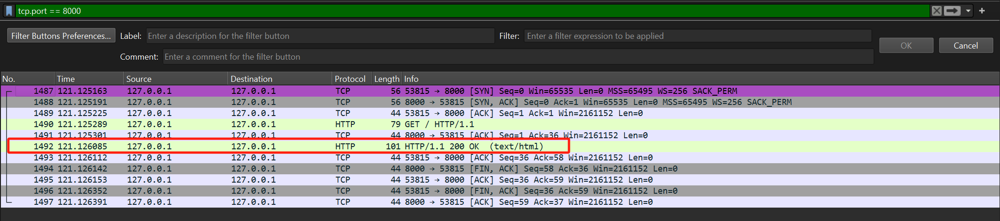 tcp.port == 8000
Filter Buttons Preferences... Label: Enter a description for the filter button Filter: Enter a filter expression to be applied OK Cancel
Comment: Enter a comment for the filter button
No. Time Source Destination Protocol Length Info
1487 121.125163 127.0.0.1 127.0.0.1 TCP 56 53815 → 8000 [SYN] Seq=0 Win=65535 Len=0 MSS=65495 WS=256 SACK_PERM
1488 121.125191 127.0.0.1 127.0.0.1 TCP 56 8000 → 53815 [SYN, ACK] Seq=0 Ack=1 Win=65535 Len=0 MSS=65495 WS=256 SACK_PERM
1489 121.125225 127.0.0.1 127.0.0.1 TCP 44 53815 → 8000 [ACK] Seq=1 Ack=1 Win=2161152 Len=0
1490 121.125289 127.0.0.1 127.0.0.1 HTTP 79 GET / HTTP/1.1
1491 121.125301 127.0.0.1 127.0.0.1 TCP 44 8000 → 53815 [ACK] Seq=1 Ack=36 Win=2161152 Len=0
1492 121.126085 127.0.0.1 127.0.0.1 HTTP 101 HTTP/1.1 200 OK (text/html)
1493 121.126112 127.0.0.1 127.0.0.1 TCP 44 53815 → 8000 [ACK] Seq=36 Ack=58 Win=2161152 Len=0
1494 121.126142 127.0.0.1 127.0.0.1 TCP 44 8000 → 53815 [FIN, ACK] Seq=58 Ack=36 Win=2161152 Len=0
1495 121.126153 127.0.0.1 127.0.0.1 TCP 44 53815 → 8000 [ACK] Seq=36 Ack=59 Win=2161152 Len=0
1496 121.126352 127.0.0.1 127.0.0.1 TCP 44 53815 → 8000 [FIN, ACK] Seq=36 Ack=59 Win=2161152 Len=0
1497 121.126391 127.0.0.1 127.0.0.1 TCP 44 8000 → 53815 [ACK] Seq=59 Ack=37 Win=2161152 Len=0